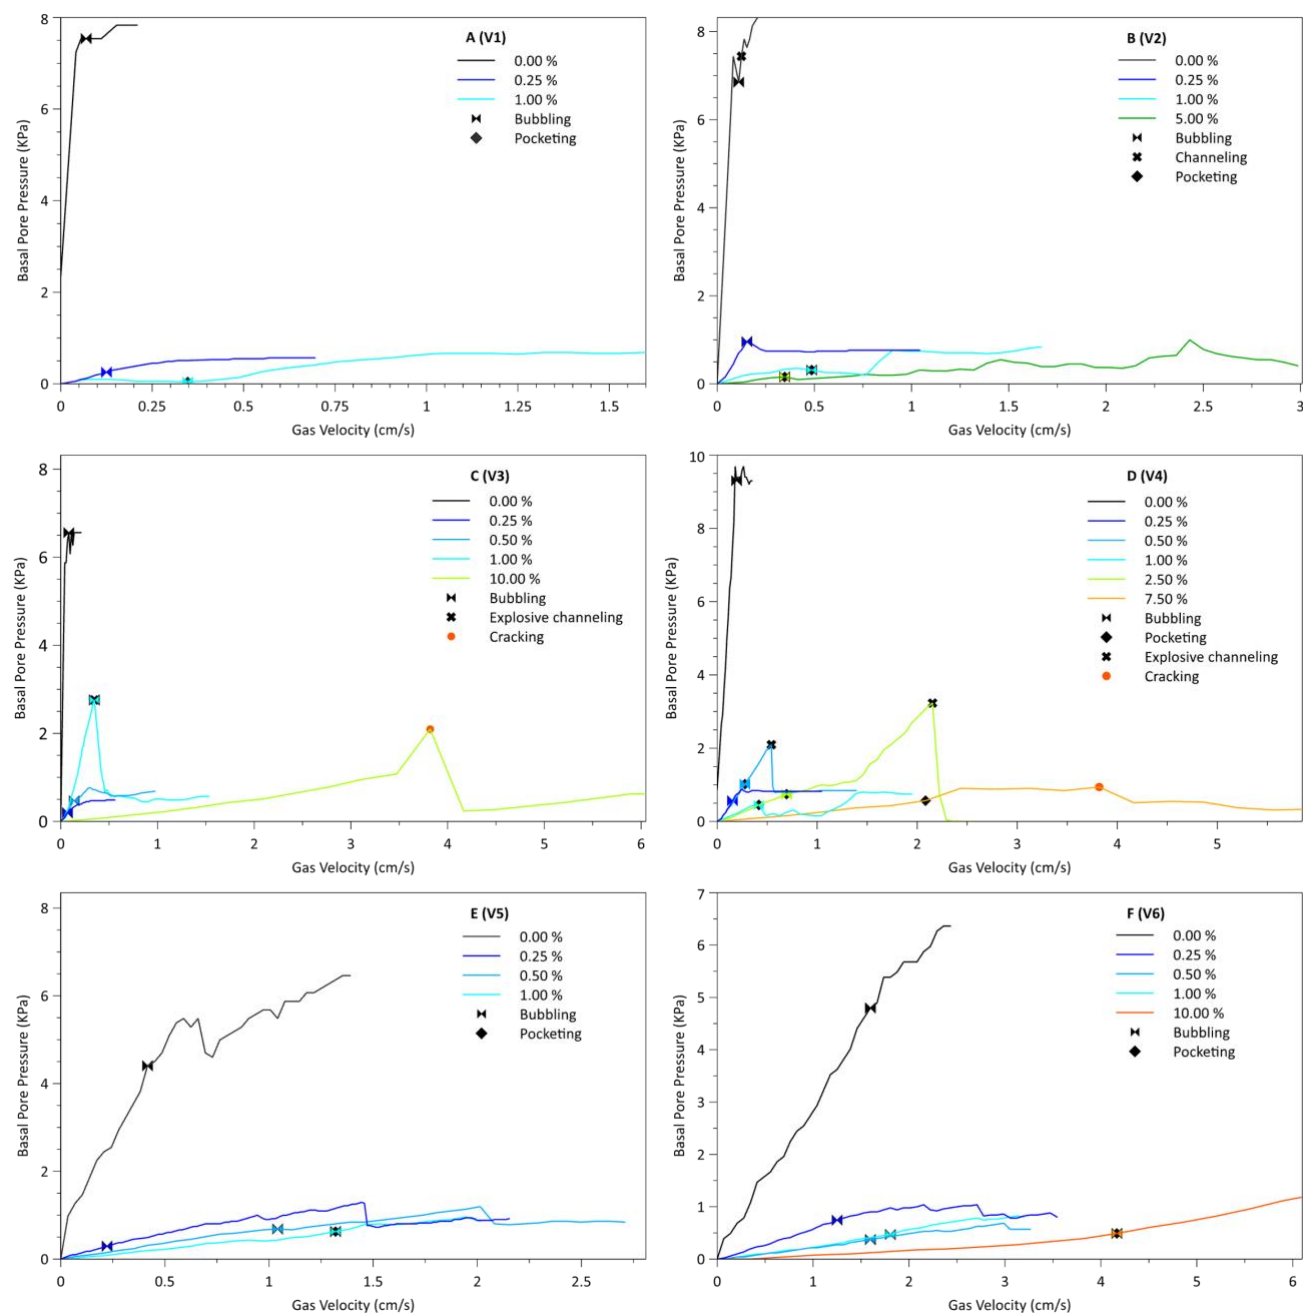 A (V1)
0.00 %
0.25 %
1.00 %
Bubbling
Pocketing
Basal Pore Pressure (KPa)
8
6
4
2
0
0 0.25 0.5 0.75 1 1.25 1.5
Gas Velocity (cm/s)
B (V2)
0.00 %
0.25 %
1.00 %
5.00 %
Bubbling
Channeling
Pocketing
Basal Pore Pressure (KPa)
8
6
4
2
0
0 0.5 1 1.5 2 2.5 3
Gas Velocity (cm/s)
C (V3)
0.00 %
0.25 %
0.50 %
1.00 %
10.00 %
Bubbling
Explosive channeling
Cracking
Basal Pore Pressure (KPa)
8
6
4
2
0
0 1 2 3 4 5 6
Gas Velocity (cm/s)
D (V4)
0.00 %
0.25 %
0.50 %
1.00 %
2.50 %
7.50 %
Bubbling
Pocketing
Explosive channeling
Cracking
Basal Pore Pressure (KPa)
10
8
6
4
2
0
0 1 2 3 4 5
Gas Velocity (cm/s)
E (V5)
0.00 %
0.25 %
0.50 %
1.00 %
Bubbling
Pocketing
Basal Pore Pressure (KPa)
8
6
4
2
0
0 0.5 1 1.5 2 2.5
Gas Velocity (cm/s)
F (V6)
0.00 %
0.25 %
0.50 %
1.00 %
10.00 %
Bubbling
Pocketing
Basal Pore Pressure (KPa)
7
6
5
4
3
2
1
0
0 1 2 3 4 5 6
Gas Velocity (cm/s)